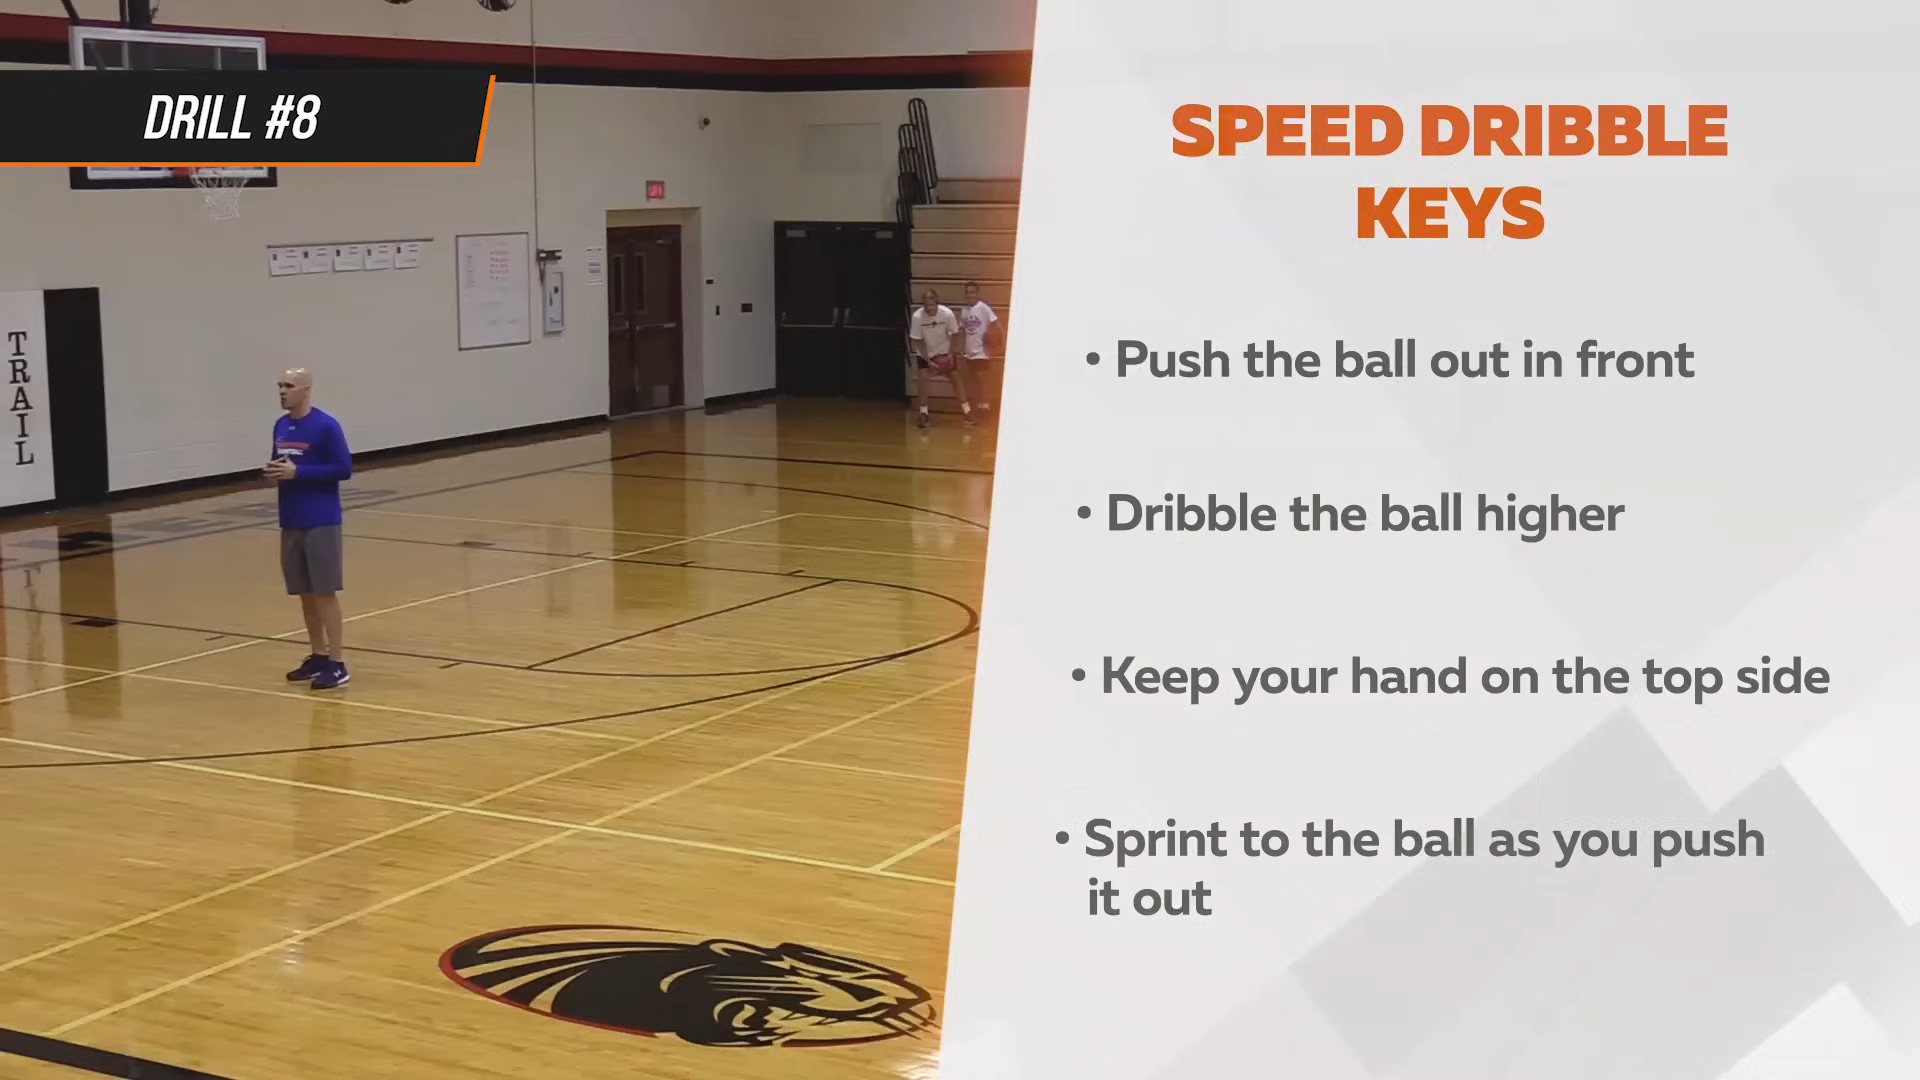 DRILL #8
SPEED DRIBBLE
KEYS
• Push the ball out in front
• Dribble the ball higher
• Keep your hand on the top side
• Sprint to the ball as you push
it out
TRAIL